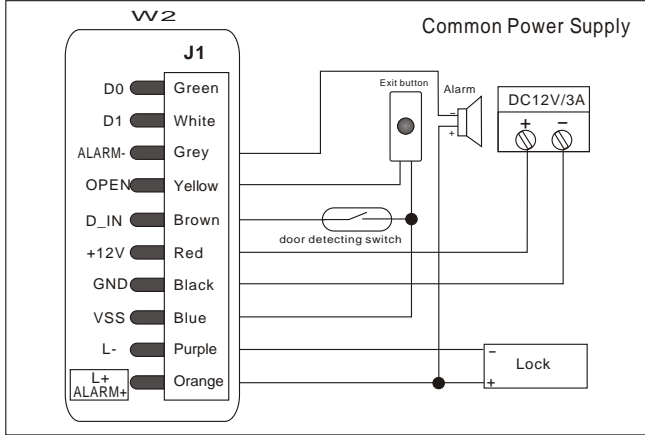 W2
Common Power Supply
J1
D0 Green
D1 White
ALARM- Grey
OPEN Yellow
D_IN Brown
+12V Red
GND Black
VSS Blue
L- Purple
L+
ALARM+ Orange
Exit button
Alarm
−
+
DC12V/3A
+ −
door detecting switch
−
Lock
+